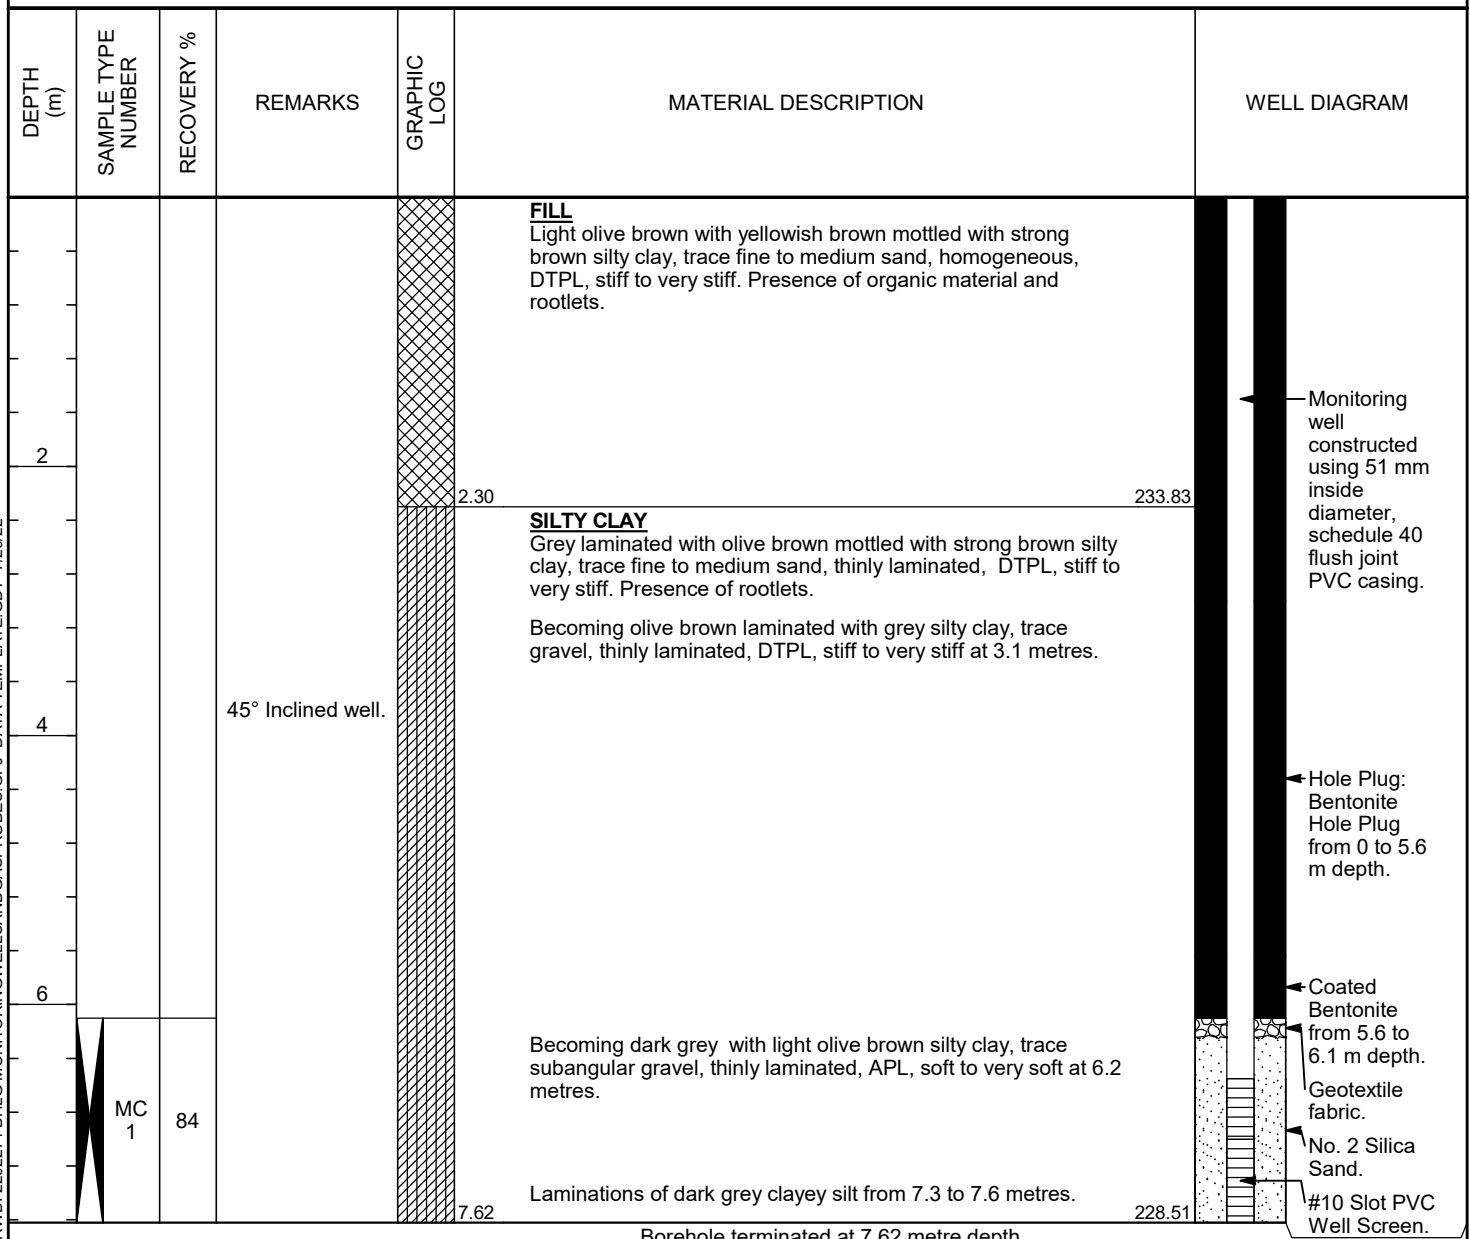 DEPTH
(m)
SAMPLE TYPE
NUMBER
RECOVERY %
REMARKS
GRAPHIC
LOG
MATERIAL DESCRIPTION
WELL DIAGRAM
FILL
Light olive brown with yellowish brown mottled with strong
brown silty clay, trace fine to medium sand, homogeneous,
DTPL, stiff to very stiff. Presence of organic material and
rootlets.
Monitoring
well
constructed
using 51 mm
inside
diameter,
schedule 40
flush joint
PVC casing.
2
2.30
233.83
SILTY CLAY
Grey laminated with olive brown mottled with strong brown silty
clay, trace fine to medium sand, thinly laminated, DTPL, stiff to
very stiff. Presence of rootlets.
Becoming olive brown laminated with grey silty clay, trace
gravel, thinly laminated, DTPL, stiff to very stiff at 3.1 metres.
45° Inclined well.
4
Hole Plug:
Bentonite
Hole Plug
from 0 to 5.6
m depth.
6
Coated
Bentonite
from 5.6 to
6.1 m depth.
Becoming dark grey with light olive brown silty clay, trace
subangular gravel, thinly laminated, APL, soft to very soft at 6.2
metres.
Geotextile
fabric.
MC
1
84
No. 2 Silica
Sand.
Laminations of dark grey clayey silt from 7.3 to 7.6 metres.
#10 Slot PVC
Well Screen.
7.62
228.51
Borehole terminated at 7.62 metre depth